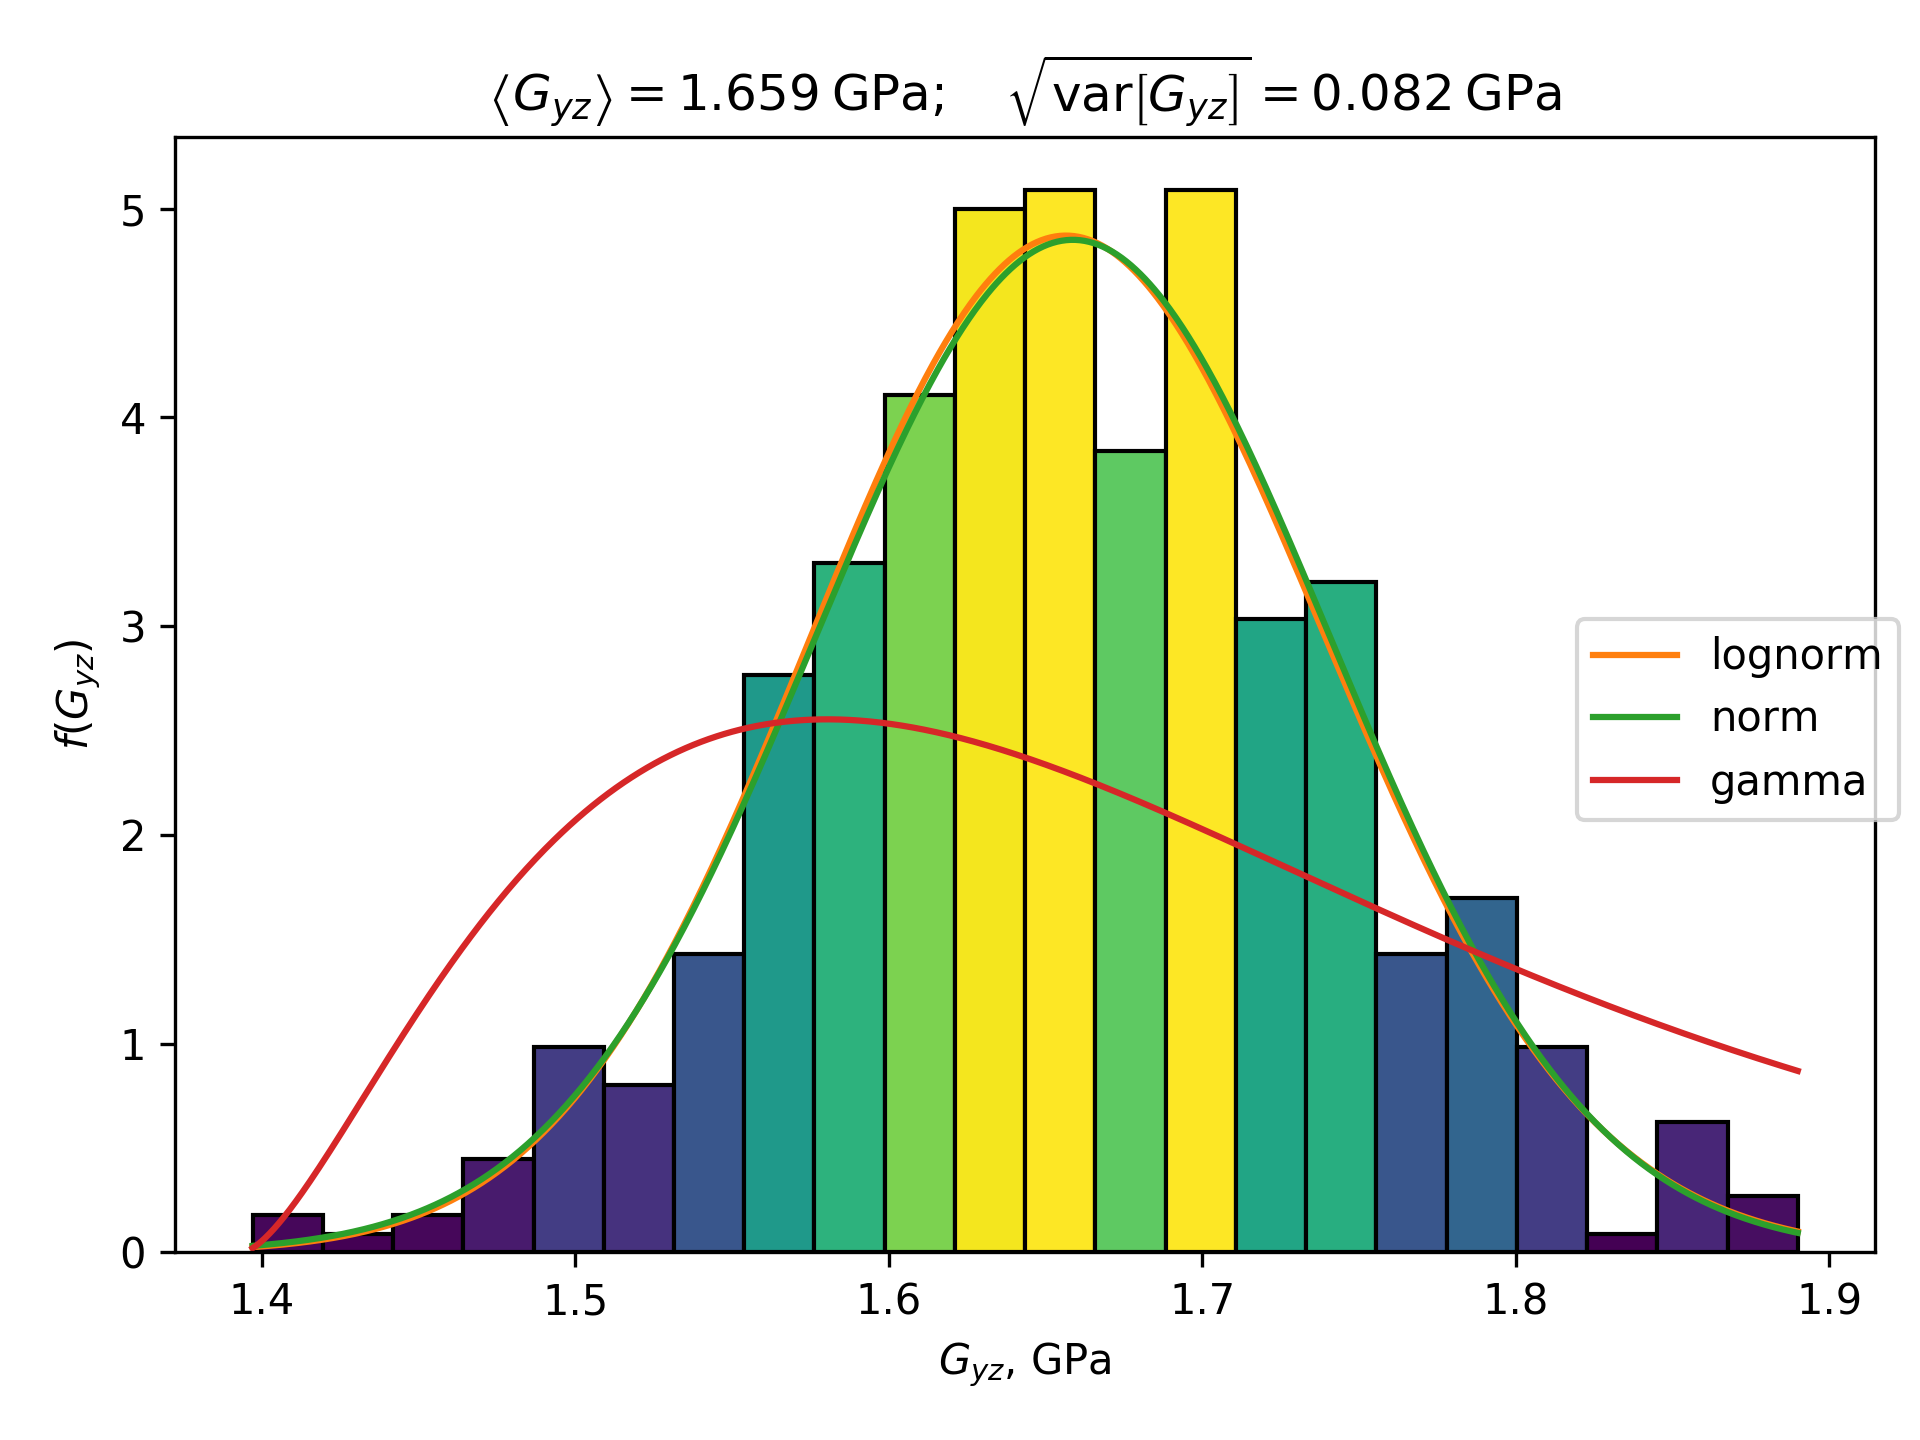 ⟨G_yz⟩ = 1.659 GPa; √var[G_yz] = 0.082 GPa
f(G_yz)
5
4
3
2
1
0
lognorm
norm
gamma
1.4 1.5 1.6 1.7 1.8 1.9
G_yz, GPa